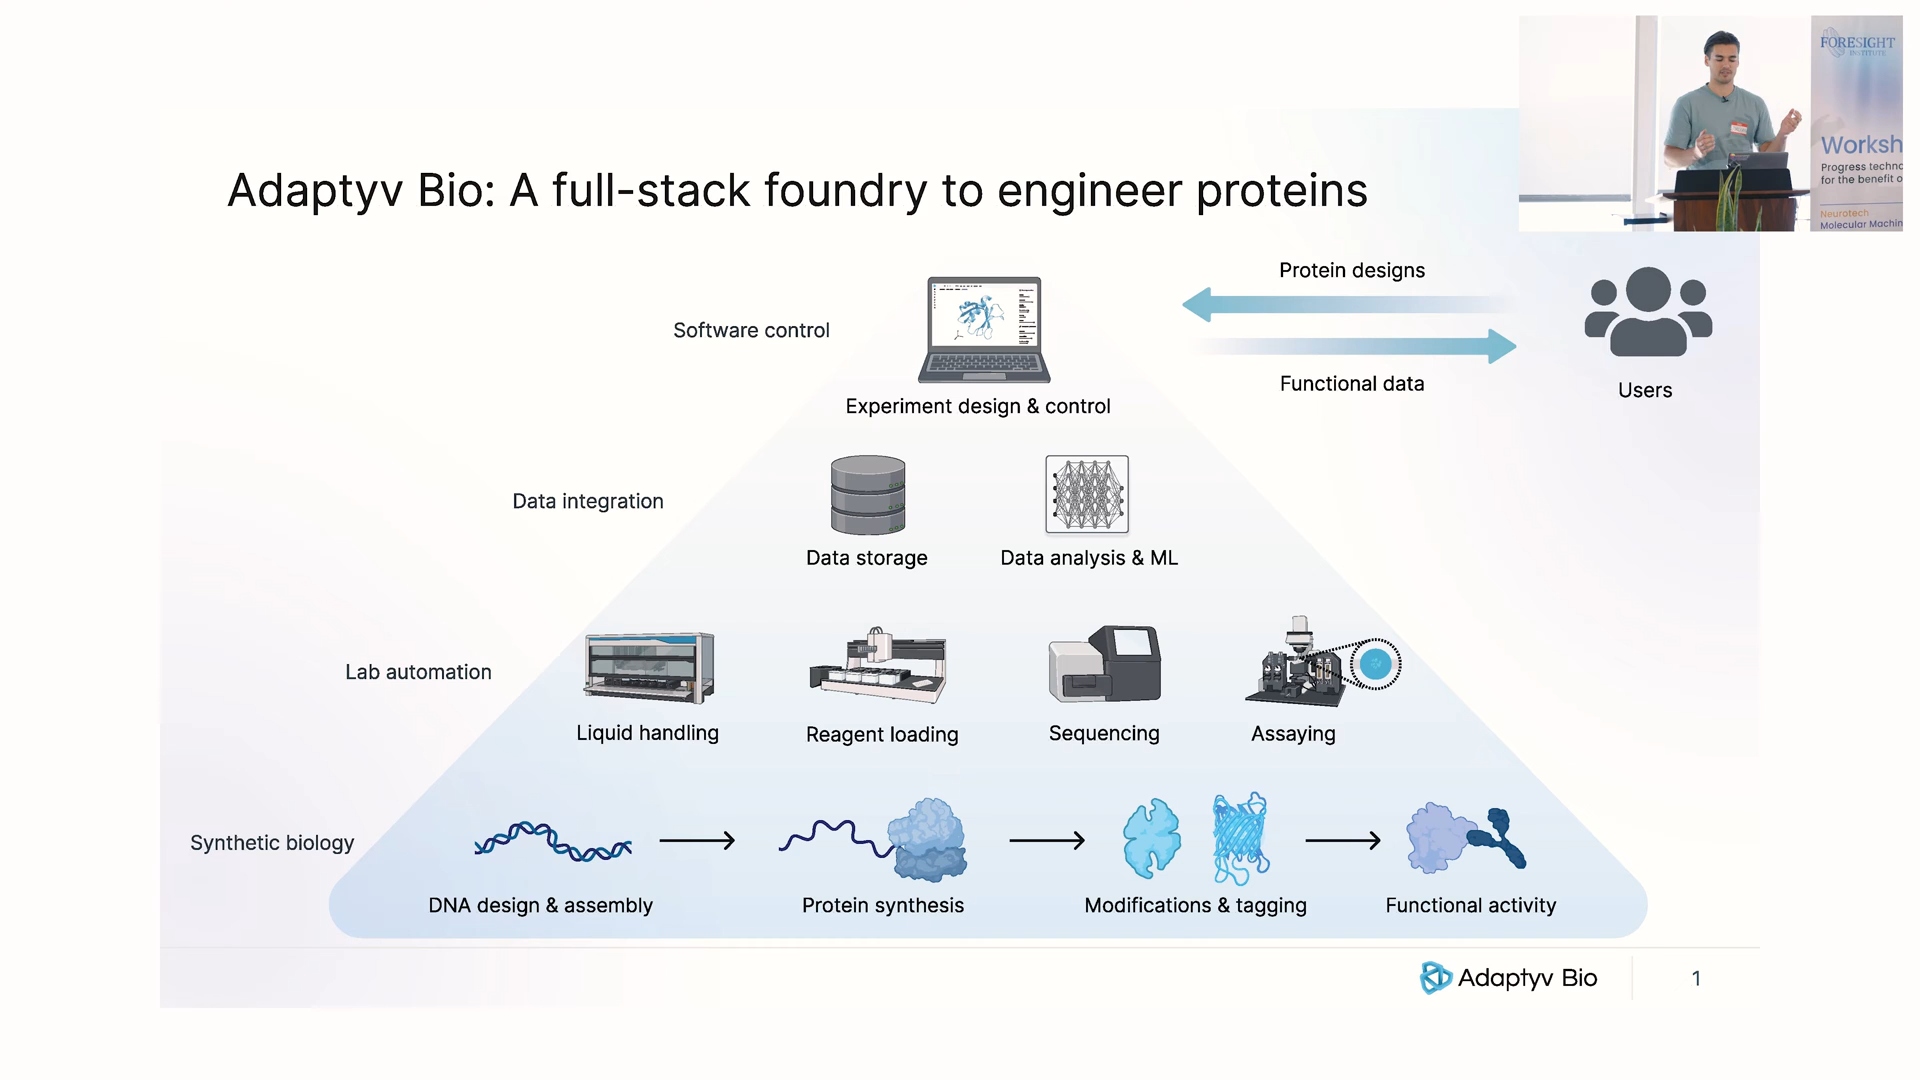 Adaptyv Bio: A full-stack foundry to engineer proteins
FORESIGHT
INSTITUTE
Worksh
Progress techno
for the benefit o
Neurotech
Molecular Machin
Protein designs
Software control
Functional data
Users
Experiment design & control
Data integration
Data storage
Data analysis & ML
Lab automation
Liquid handling
Reagent loading
Sequencing
Assaying
Synthetic biology
DNA design & assembly
Protein synthesis
Modifications & tagging
Functional activity
Adaptyv Bio
1